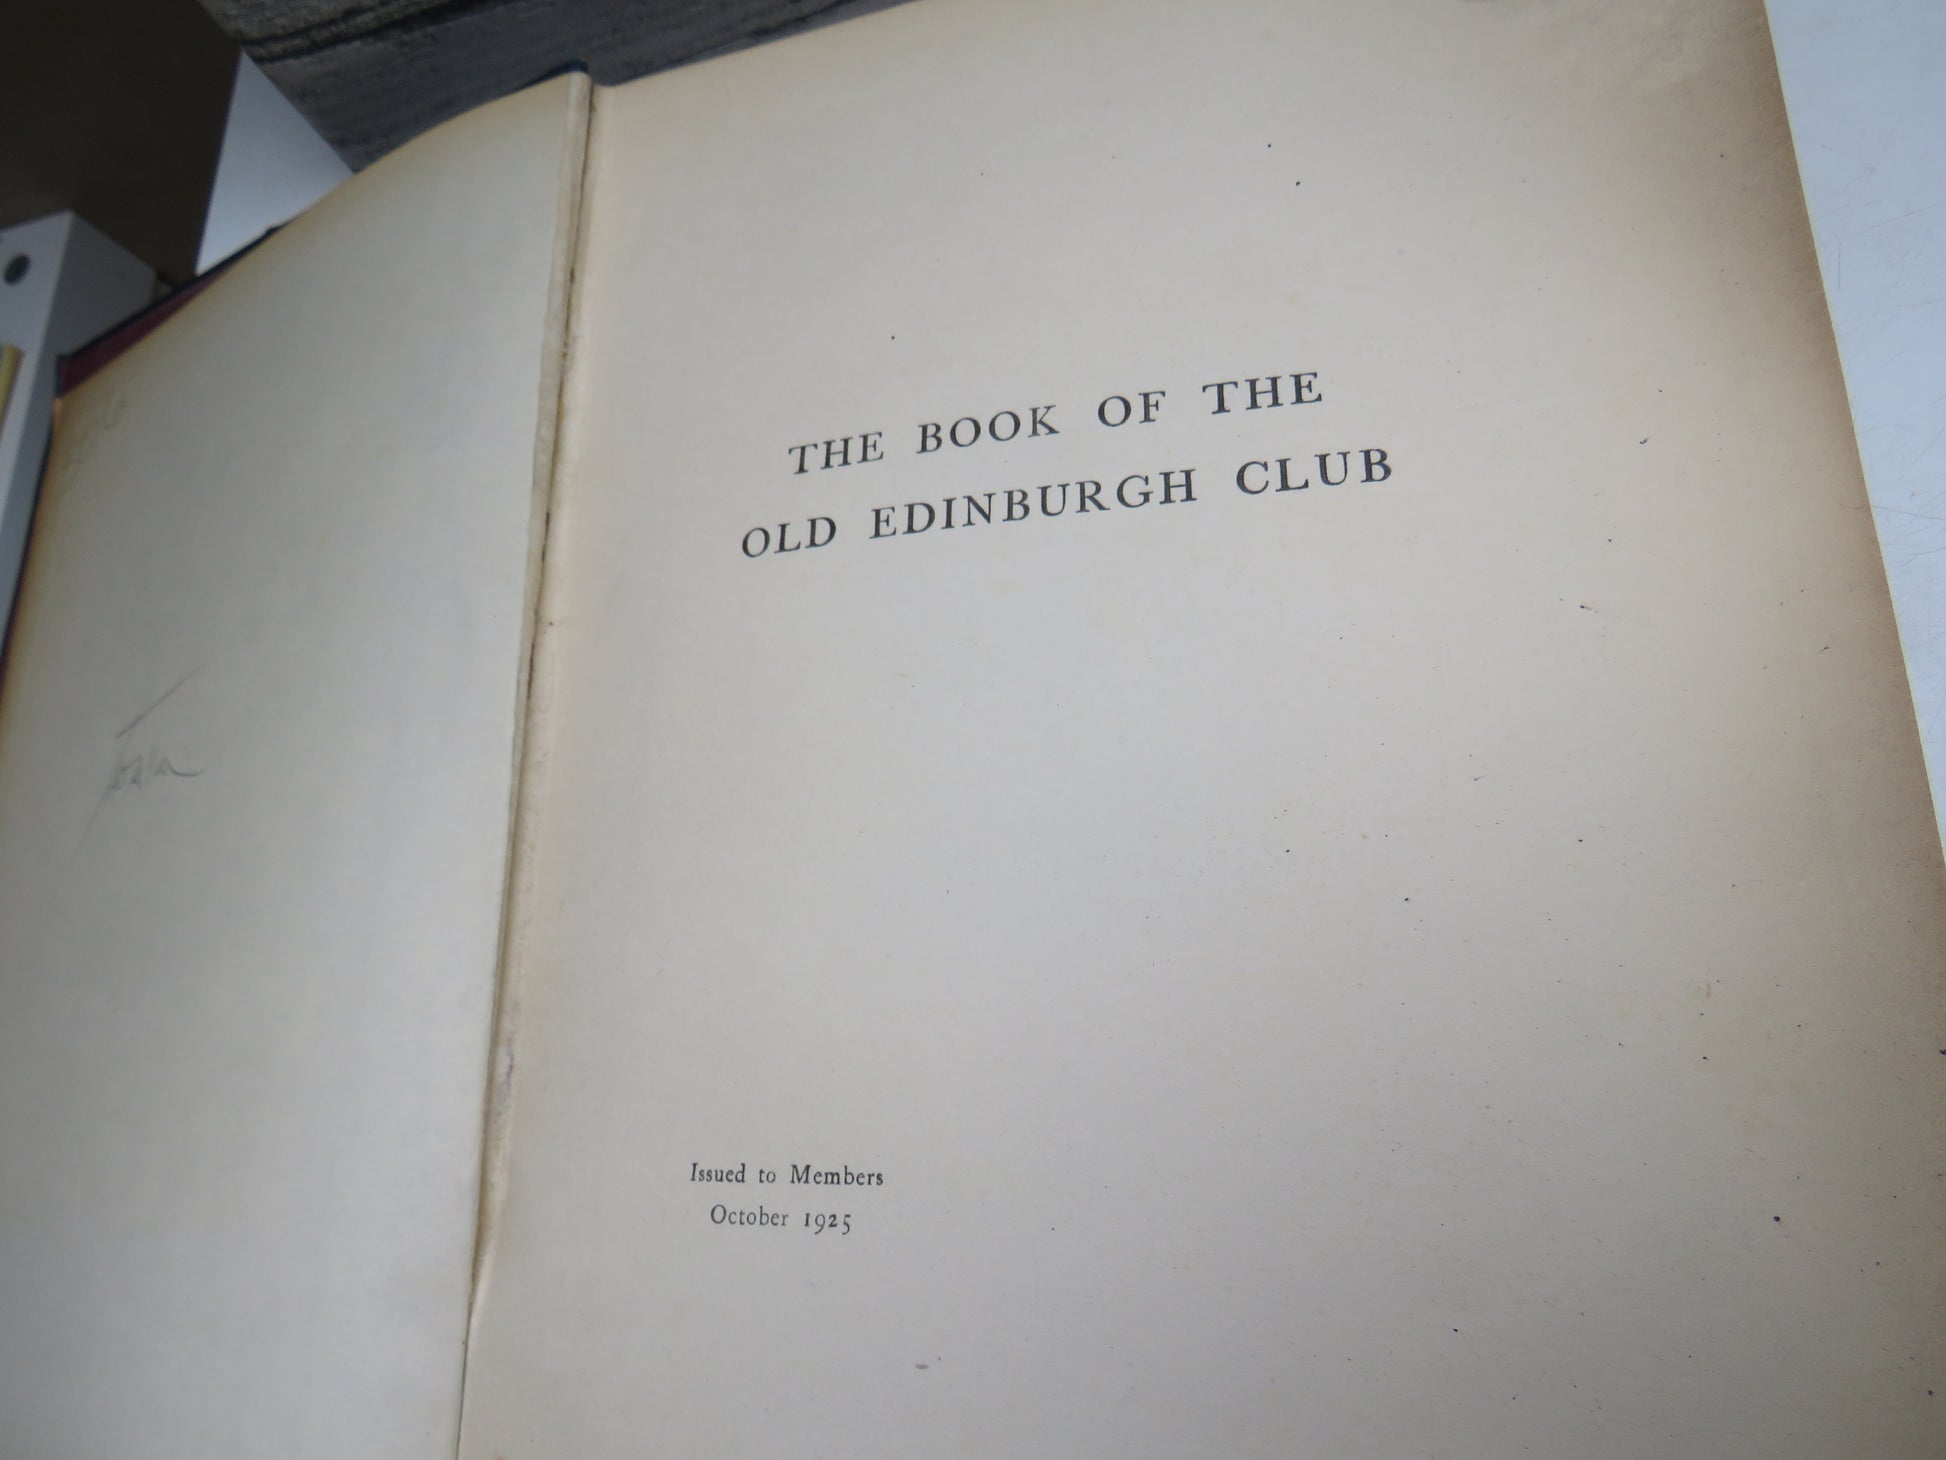 THE BOOK OF THE
OLD EDINBURGH CLUB
Issued to Members
October 1925